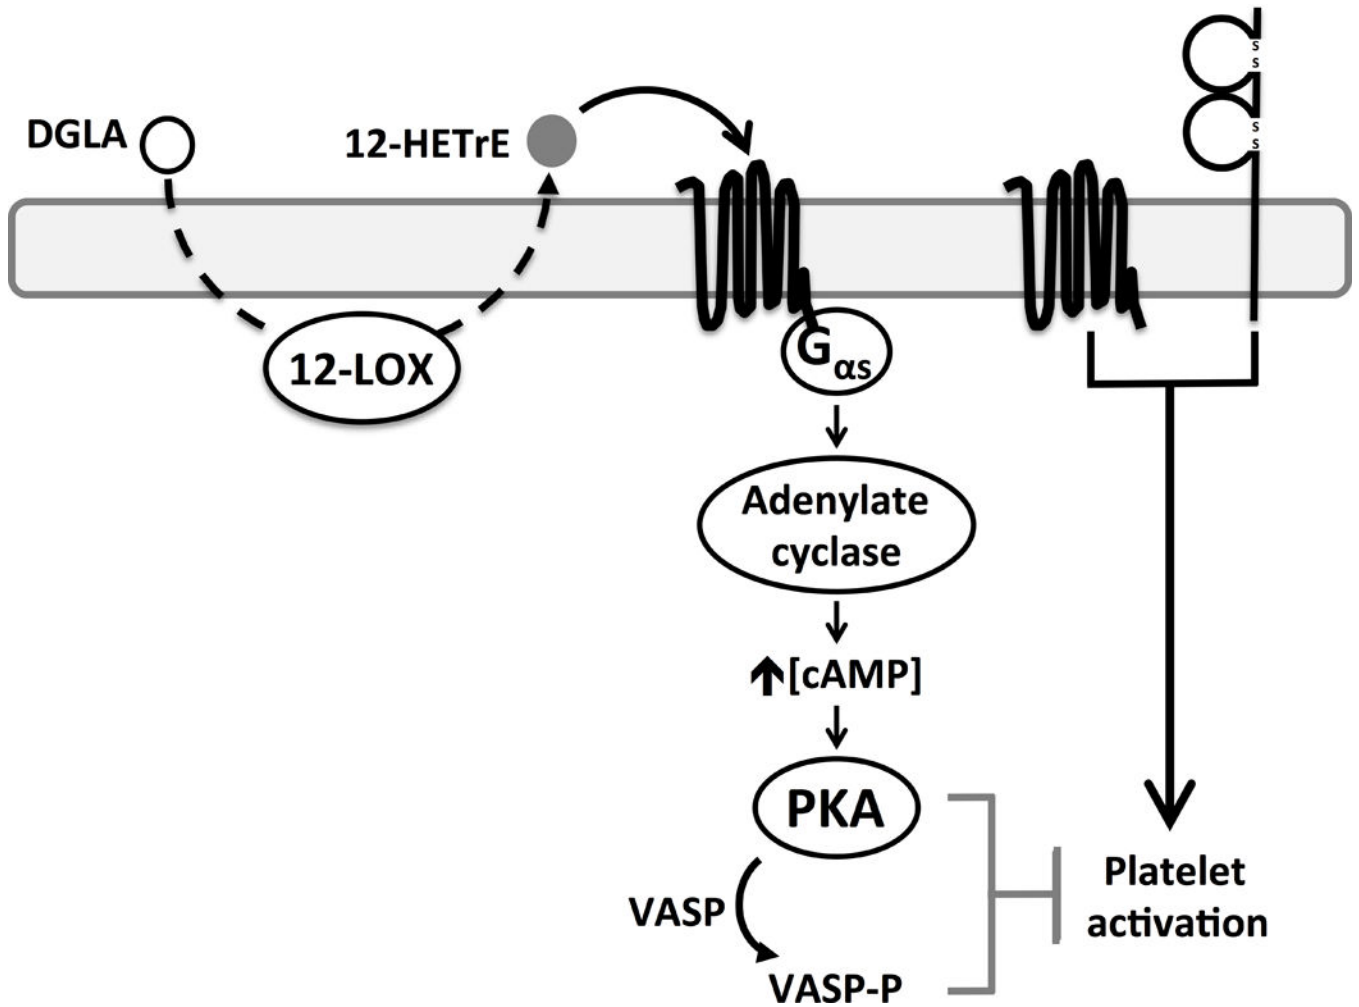 S
S
S
S
DGLA
12-HETrE
12-LOX
Gαs
Adenylate
cyclase
[cAMP]
PKA
VASP
VASP-P
Platelet
activation